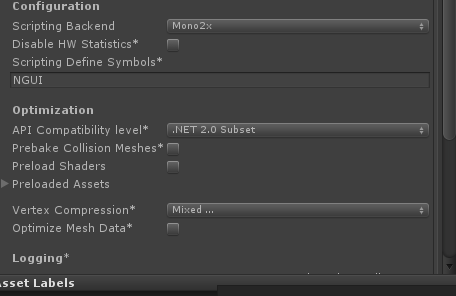 Configuration
Scripting Backend Mono2x
Disable HW Statistics*
Scripting Define Symbols*
NGUI
Optimization
API Compatibility level* .NET 2.0 Subset
Prebake Collision Meshes*
Preload Shaders
Preloaded Assets
Vertex Compression* Mixed ...
Optimize Mesh Data*
Logging*
Asset Labels